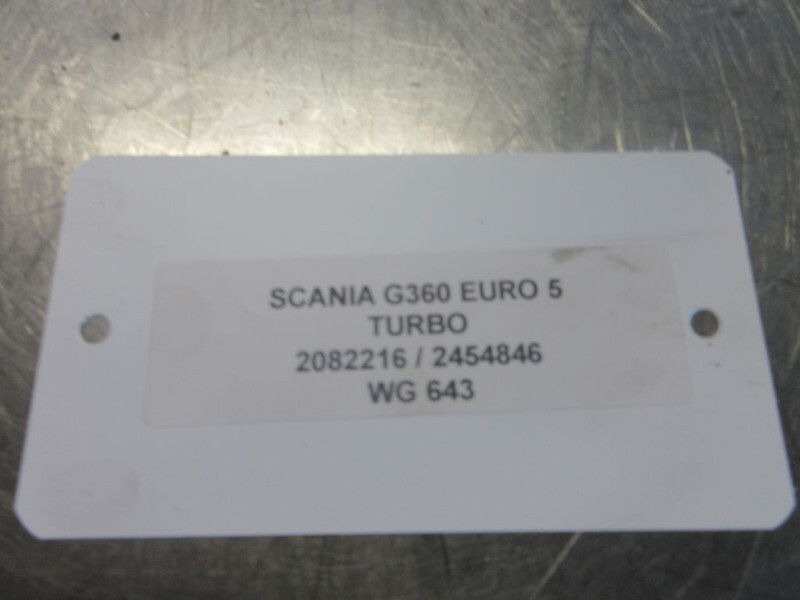 SCANIA G360 EURO 5
TURBO
2082216 / 2454846
WG 643